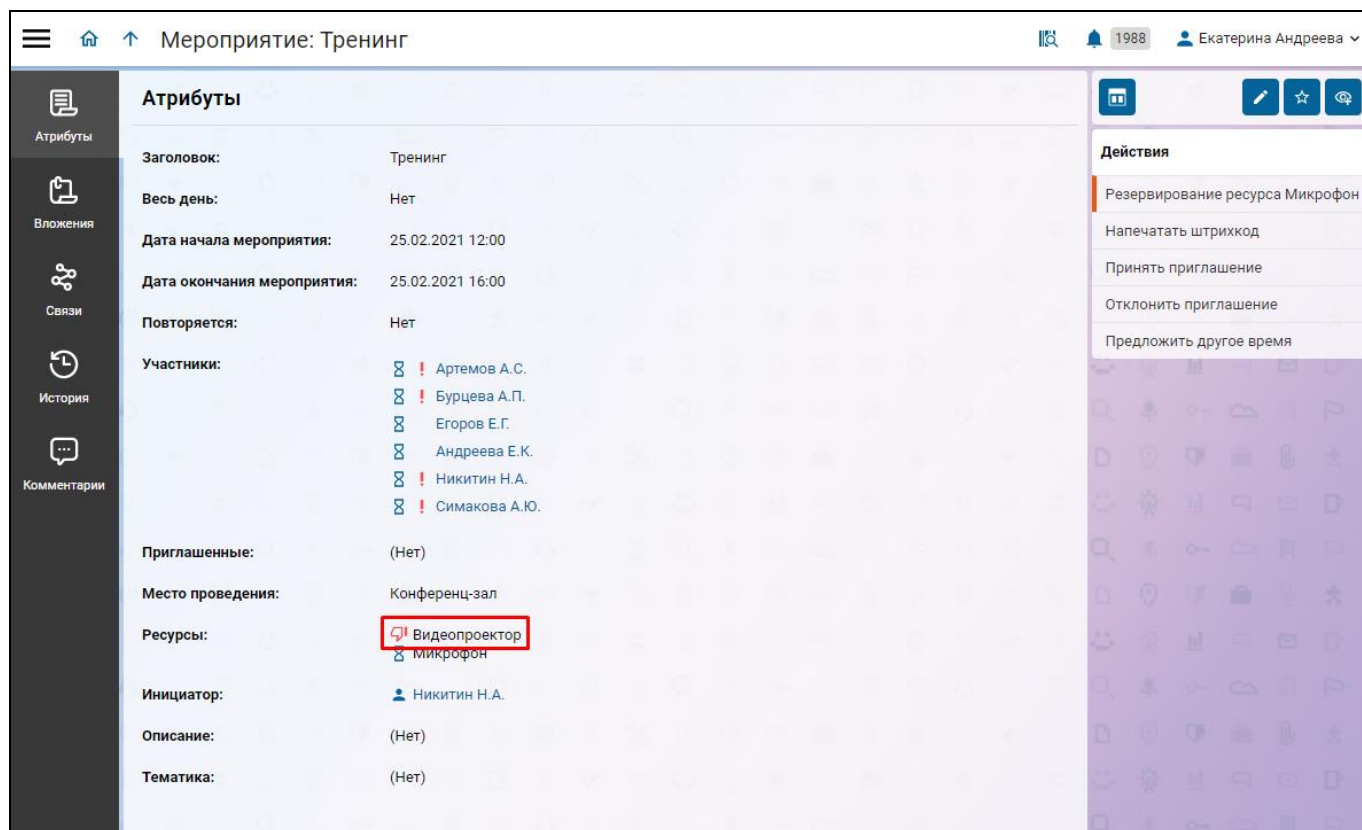 Мероприятие: Тренинг
1988
Екатерина Андреева
Атрибуты
Вложения
Связи
История
Комментарии
Атрибуты
Заголовок: Тренинг
Весь день: Нет
Дата начала мероприятия: 25.02.2021 12:00
Дата окончания мероприятия: 25.02.2021 16:00
Повторяется: Нет
Участники: ! Артемов А.С.
! Бурцева А.П.
Егоров Е.Г.
Андреева Е.К.
! Никитин Н.А.
! Симакова А.Ю.
Приглашенные: (Нет)
Место проведения: Конференц-зал
Ресурсы: Видеопроектор
Микрофон
Инициатор: Никитин Н.А.
Описание: (Нет)
Тематика: (Нет)
Действия
Резервирование ресурса Микрофон
Напечатать штрихкод
Принять приглашение
Отклонить приглашение
Предложить другое время